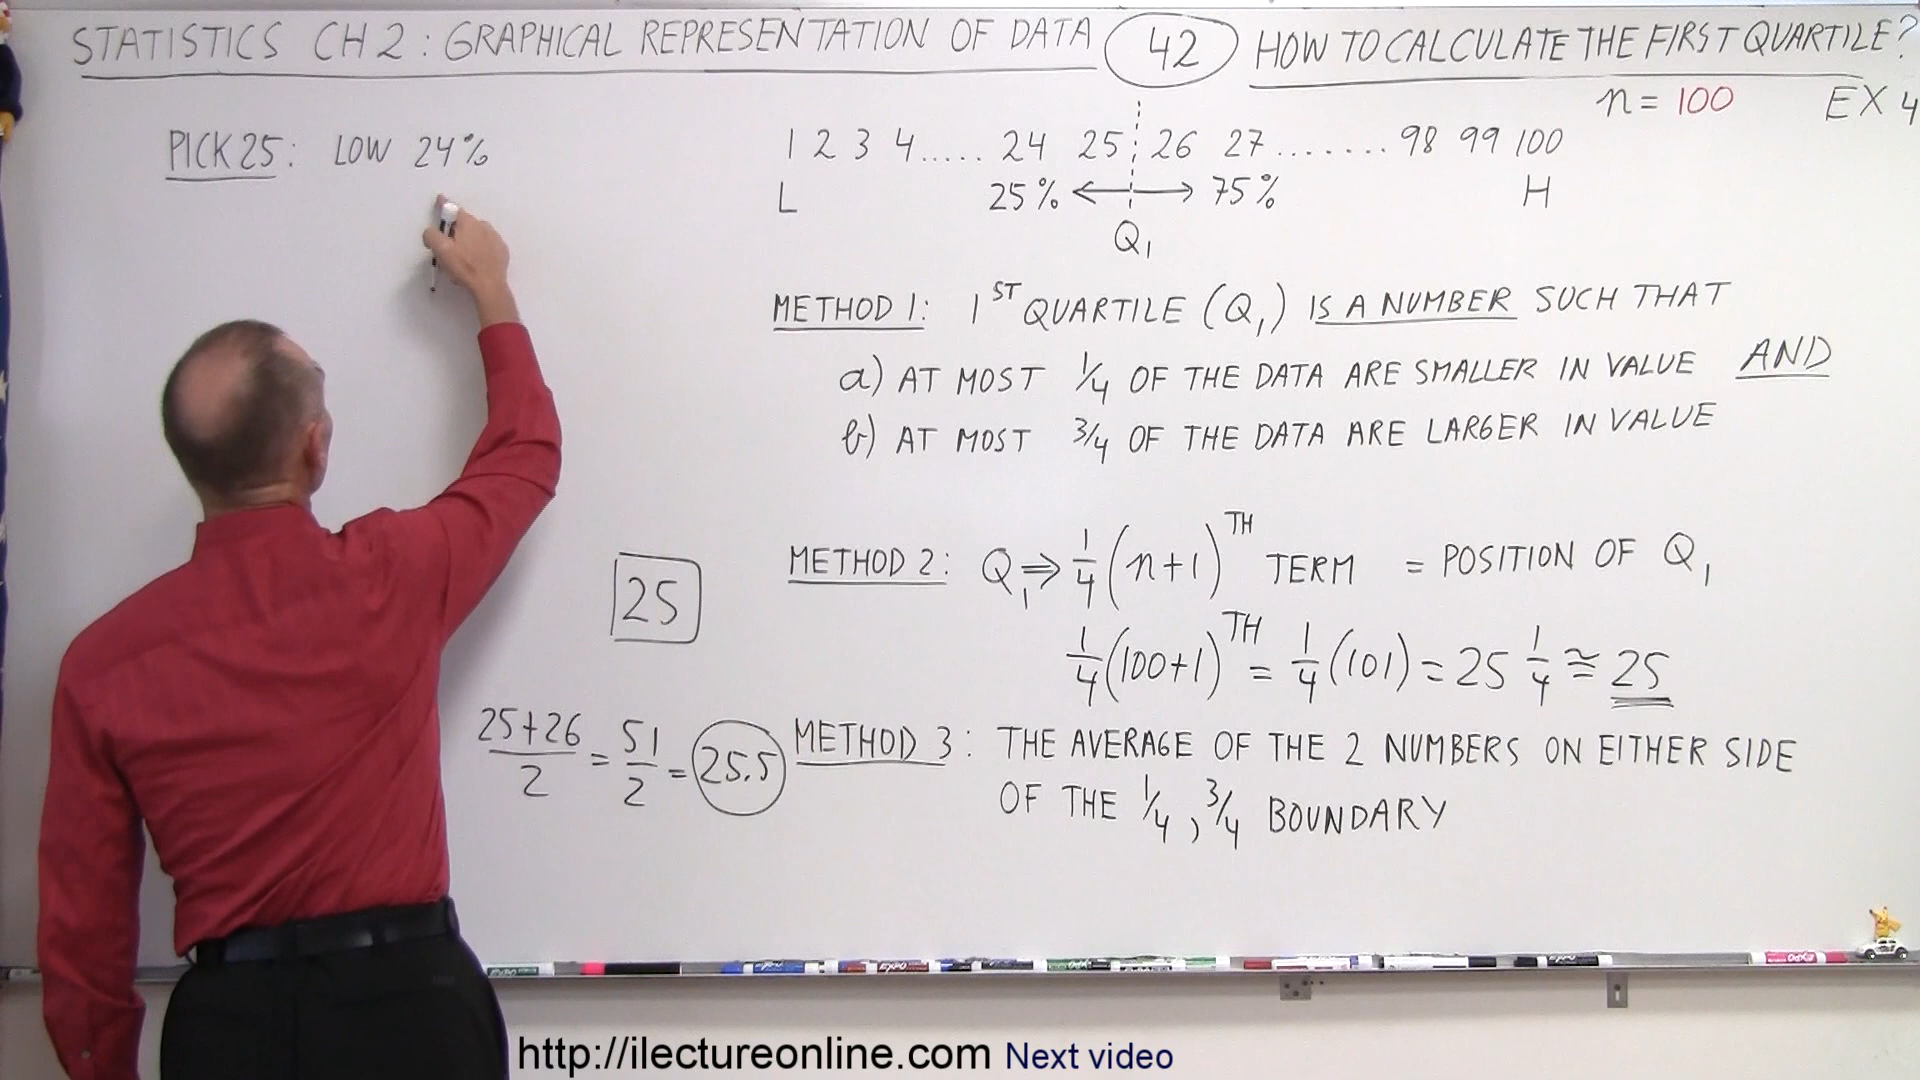 STATISTICS CH 2 : GRAPHICAL REPRESENTATION OF DATA 42 HOW TO CALCULATE THE FIRST QUARTILE?
n = 100 EX 4
PICK 25 : LOW 24%
1 2 3 4..... 24 25 26 27........ 98 99 100
L 25% ← → 75% H
Q₁
METHOD 1: 1ST QUARTILE (Q₁) IS A NUMBER SUCH THAT
a) AT MOST 1/4 OF THE DATA ARE SMALLER IN VALUE AND
b) AT MOST 3/4 OF THE DATA ARE LARGER IN VALUE
25
METHOD 2: Q₁ ⇒ 1/4 (n+1)TH TERM = POSITION OF Q₁
1/4 (100+1)TH = 1/4 (101) = 25 1/4 ≅ 25
25+26/2 = 51/2 = 25.5
METHOD 3: THE AVERAGE OF THE 2 NUMBERS ON EITHER SIDE
OF THE 1/4, 3/4 BOUNDARY
http://ilectureonline.com Next video